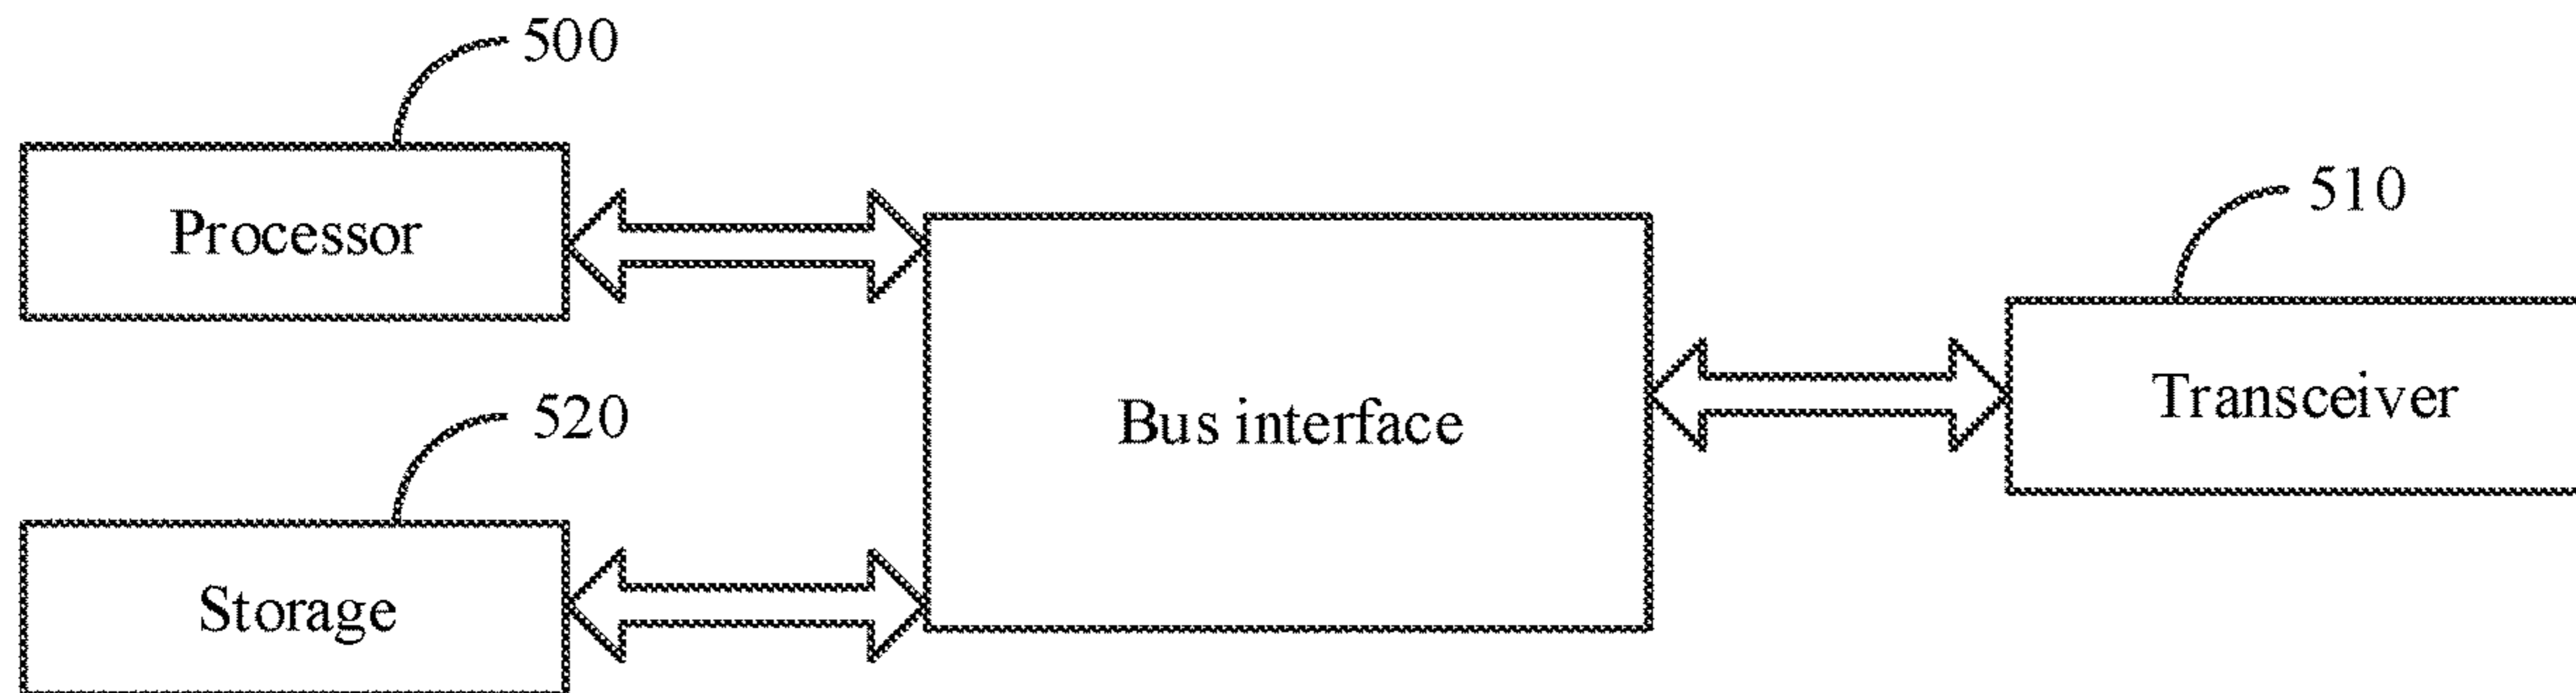 500
Processor
510
Bus interface
Transceiver
520
Storage